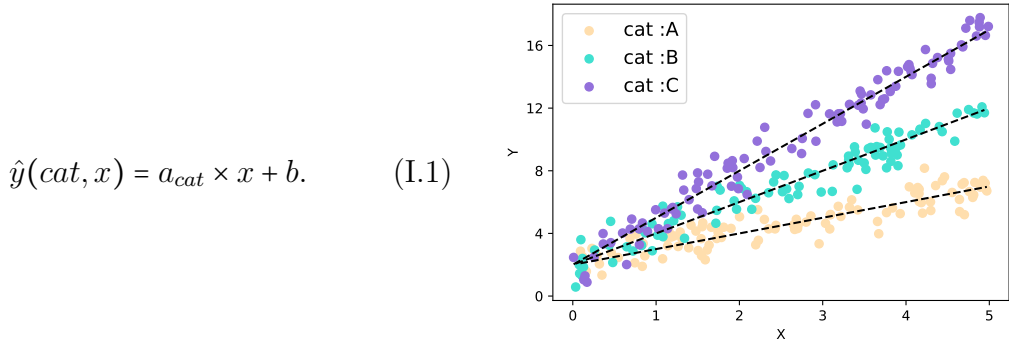 ŷ(cat, x) = a_cat × x + b. (I.1)
cat :A
cat :B
cat :C
16
12
8
4
0
Y
0 1 2 3 4 5
X